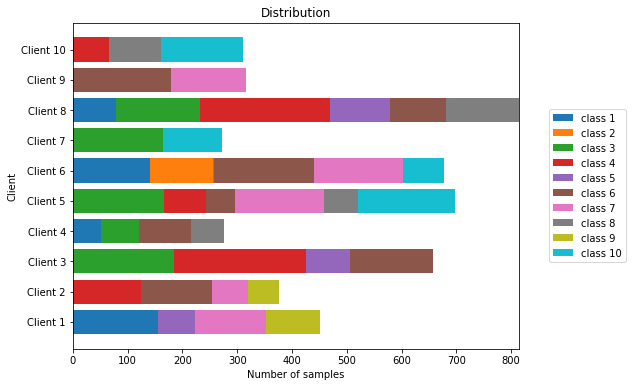 Distribution
Client 10
Client 9
Client 8
Client 7
Client 6
Client 5
Client 4
Client 3
Client 2
Client 1
Client
0 100 200 300 400 500 600 700 800
Number of samples
class 1
class 2
class 3
class 4
class 5
class 6
class 7
class 8
class 9
class 10